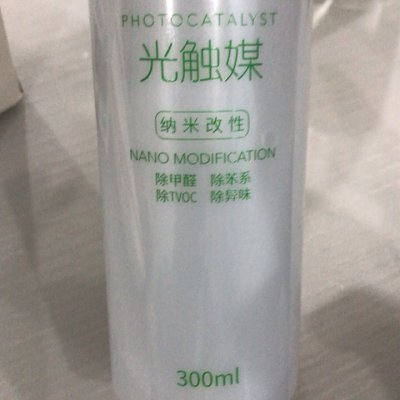 PHOTOCATALYST
光触媒
纳米改性
NANO MODIFICATION
除甲醛 除苯系
除TVOC 除异味
300ml